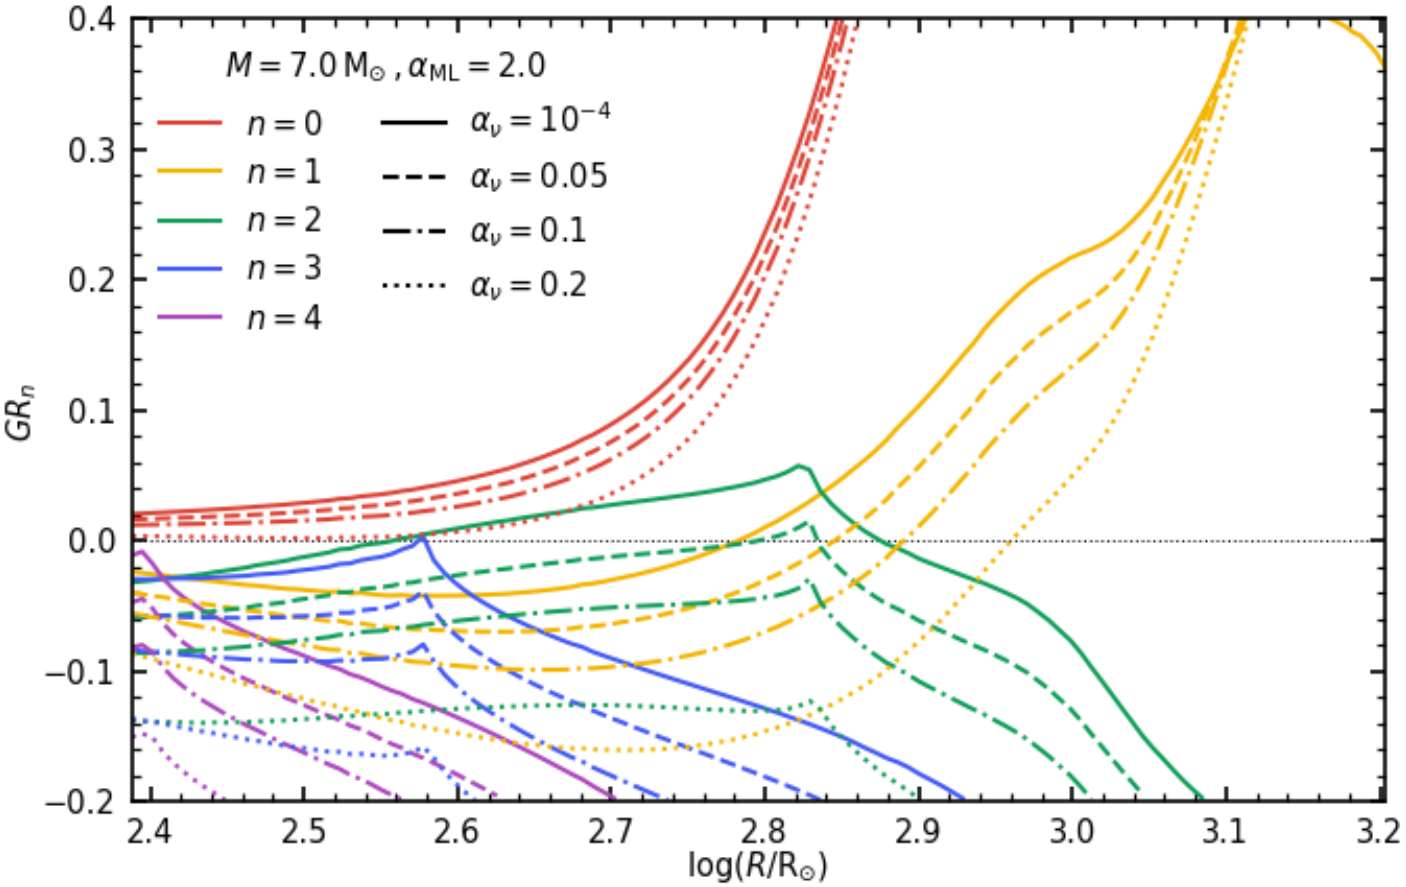 M = 7.0 M⊙ , αML = 2.0
n = 0
n = 1
n = 2
n = 3
n = 4
αν = 10⁻⁴
αν = 0.05
αν = 0.1
αν = 0.2
GRn
0.4
0.3
0.2
0.1
0.0
−0.1
−0.2
2.4 2.5 2.6 2.7 2.8 2.9 3.0 3.1 3.2
log(R/R⊙)